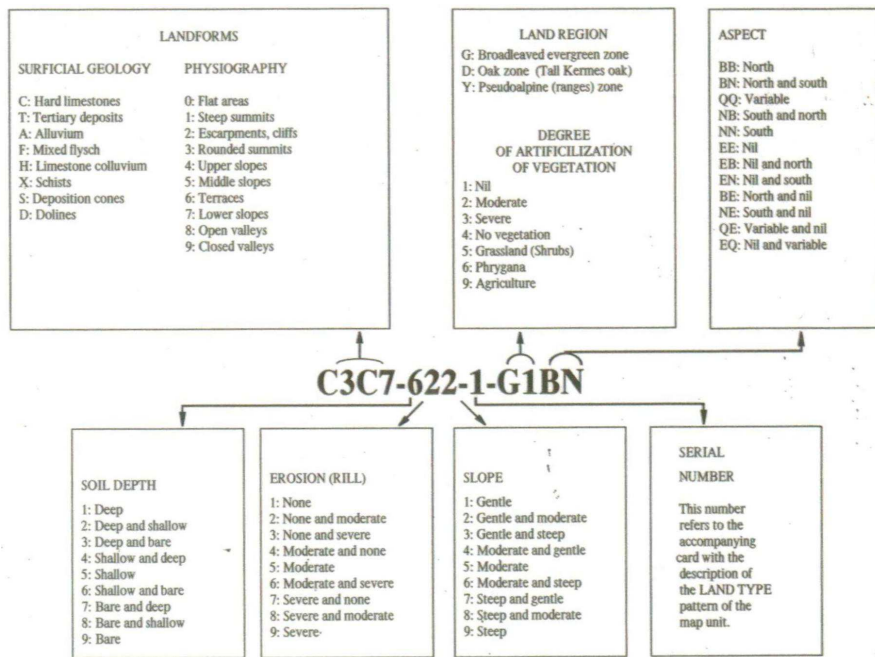 LANDFORMS
SURFICIAL GEOLOGY
C: Hard limestones
T: Tertiary deposits
A: Alluvium
F: Mixed flysch
H: Limestone colluvium
X: Schists
S: Deposition cones
D: Dolines
PHYSIOGRAPHY
0: Flat areas
1: Steep summits
2: Escarpments, cliffs
3: Rounded summits
4: Upper slopes
5: Middle slopes
6: Terraces
7: Lower slopes
8: Open valleys
9: Closed valleys
LAND REGION
G: Broadleaved evergreen zone
D: Oak zone (Tall Kermes oak)
Y: Pseudoalpine (ranges) zone
DEGREE
OF ARTIFICILIZATION
OF VEGETATION
1: Nil
2: Moderate
3: Severe
4: No vegetation
5: Grassland (Shrubs)
6: Phrygana
9: Agriculture
ASPECT
BB: North
BN: North and south
QQ: Variable
NB: South and north
NN: South
EE: Nil
EB: Nil and north
EN: Nil and south
BE: North and nil
NE: South and nil
QE: Variable and nil
EQ: Nil and variable
C3C7-622-1-G1BN
SOIL DEPTH
1: Deep
2: Deep and shallow
3: Deep and bare
4: Shallow and deep
5: Shallow
6: Shallow and bare
7: Bare and deep
8: Bare and shallow
9: Bare
EROSION (RILL)
1: None
2: None and moderate
3: None and severe
4: Moderate and none
5: Moderate
6: Moderate and severe
7: Severe and none
8: Severe and moderate
9: Severe
SLOPE
1: Gentle
2: Gentle and moderate
3: Gentle and steep
4: Moderate and gentle
5: Moderate
6: Moderate and steep
7: Steep and gentle
8: Steep and moderate
9: Steep
SERIAL
NUMBER
This number
refers to the
accompanying
card with the
description of
the LAND TYPE
pattern of the
map unit.